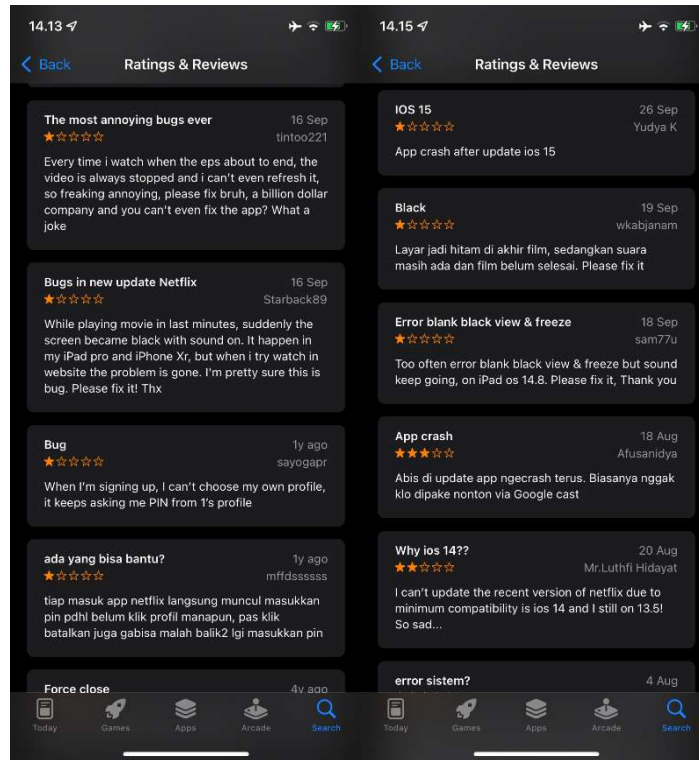 14.13
Back
Ratings & Reviews
The most annoying bugs ever
16 Sep
tintoo221
Every time i watch when the eps about to end, the
video is always stopped and i can't even refresh it,
so freaking annoying, please fix bruh, a billion dollar
company and you can't even fix the app? What a
joke
Bugs in new update Netflix
16 Sep
Starback89
While playing movie in last minutes, suddenly the
screen became black with sound on. It happen in
my iPad pro and iPhone Xr, but when i try watch in
website the problem is gone. I'm pretty sure this is
bug. Please fix it! Thx
Bug
1y ago
sayogapr
When I'm signing up, I can't choose my own profile,
it keeps asking me PIN from 1's profile
ada yang bisa bantu?
1y ago
mffdssssss
tiap masuk app netflix langsung muncul masukkan
pin pdhl belum klik profil manapun, pas klik
batalkan juga gabisa malah balik2 lgi masukkan pin
Force close
4y ago
Today
Games
Apps
Arcade
Search
14.15
Back
Ratings & Reviews
IOS 15
26 Sep
Yudya K
App crash after update ios 15
Black
19 Sep
wkabjanam
Layar jadi hitam di akhir film, sedangkan suara
masih ada dan film belum selesai. Please fix it
Error blank black view & freeze
18 Sep
sam77u
Too often error blank black view & freeze but sound
keep going, on iPad os 14.8. Please fix it, Thank you
App crash
18 Aug
Afusanidya
Abis di update app ngecrash terus. Biasanya nggak
klo dipake nonton via Google cast
Why ios 14??
20 Aug
Mr.Luthfi Hidayat
I can't update the recent version of netflix due to
minimum compatibility is ios 14 and I still on 13.5!
So sad...
error sistem?
4 Aug
Today
Games
Apps
Arcade
Search